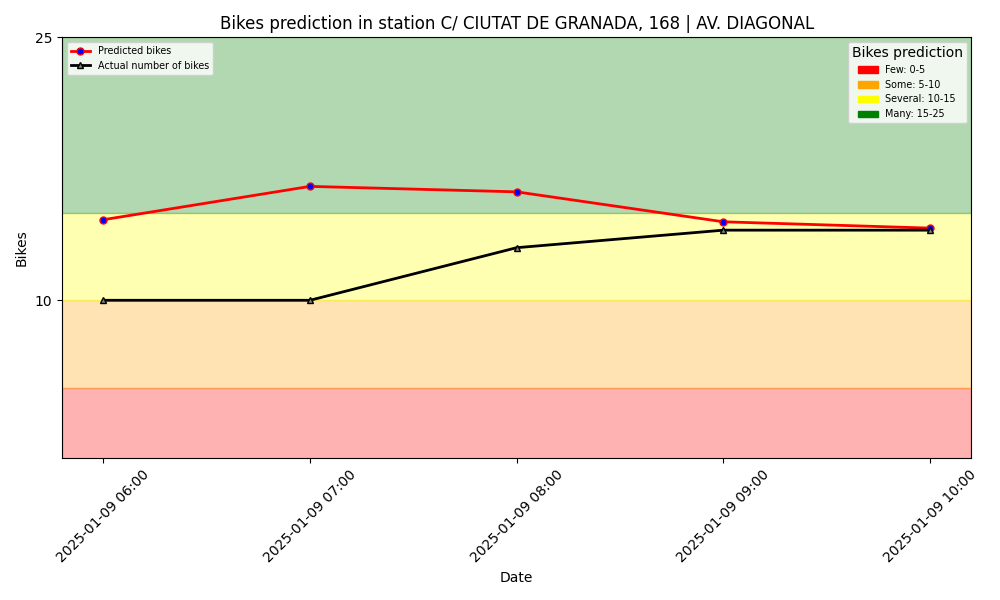 Bikes prediction in station C/ CIUTAT DE GRANADA, 168 | AV. DIAGONAL
25
10
Bikes
Predicted bikes
Actual number of bikes
Bikes prediction
Few: 0-5
Some: 5-10
Several: 10-15
Many: 15-25
2025-01-09 06:00
2025-01-09 07:00
2025-01-09 08:00
2025-01-09 09:00
2025-01-09 10:00
Date